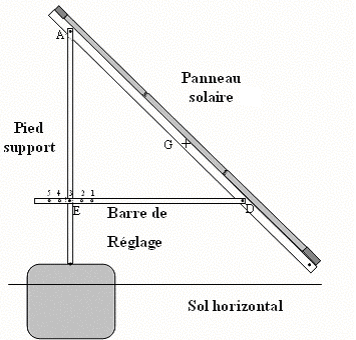 A
Panneau
solaire
Pied
support
G
5 4 3 2 1
E
D
Barre de
Réglage
Sol horizontal